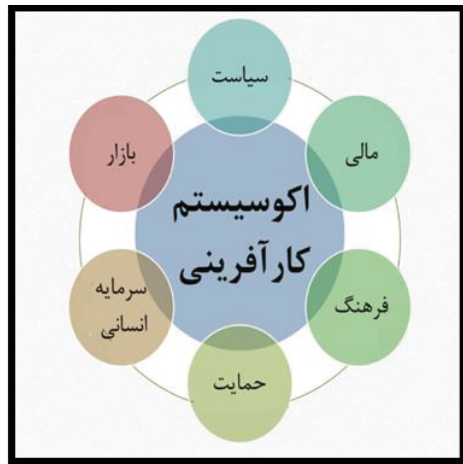 سیاست
مالی
فرهنگ
حمایت
سرمایه
انسانی
بازار
اکوسیستم
کارآفرینی